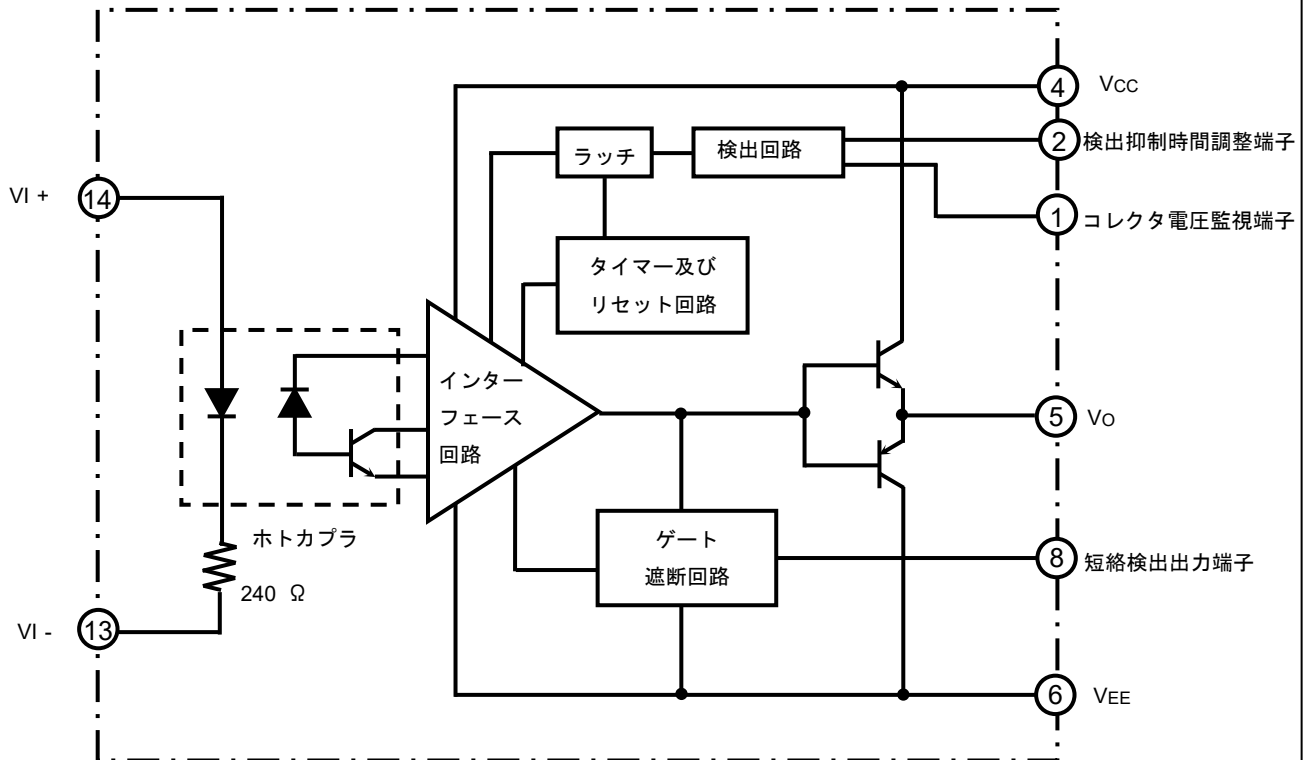 4 VCC
2 検出抑制時間調整端子
ラッチ
検出回路
VI + 14
1 コレクタ電圧監視端子
タイマー及び
リセット回路
インター
フェース
回路
5 VO
ホトカプラ
240 Ω
ゲート
遮断回路
8 短絡検出出力端子
VI - 13
6 VEE